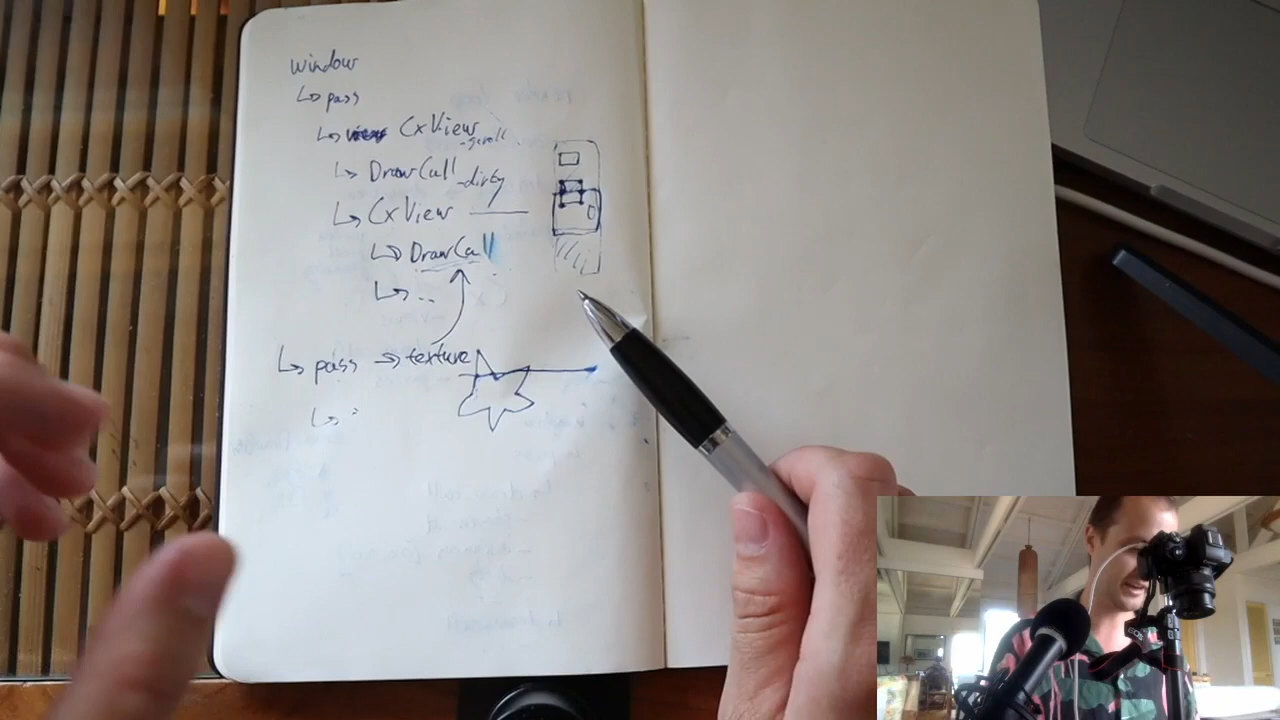 window
↳ pass
↳ CxView
-scroll
↳ DrawCall
-dirty
↳ CxView
↳ DrawCall
↳ ..
↳ pass → texture
↳ :